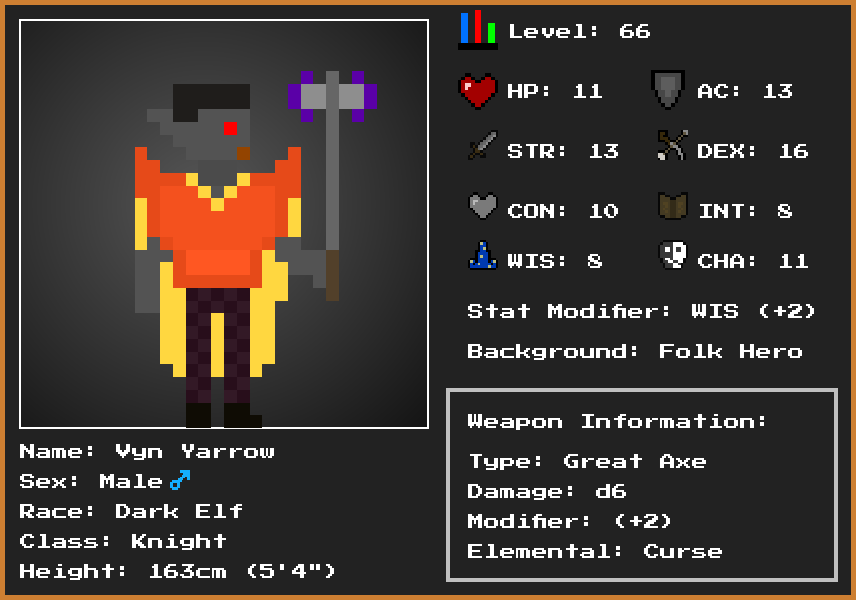 Level: 66
HP: 11 AC: 13
STR: 13 DEX: 16
CON: 10 INT: 8
WIS: 8 CHA: 11
Stat Modifier: WIS (+2)
Background: Folk Hero
Weapon Information:
Type: Great Axe
Damage: d6
Modifier: (+2)
Elemental: Curse
Name: Vyn Yarrow
Sex: Male ♂
Race: Dark Elf
Class: Knight
Height: 163cm (5'4")